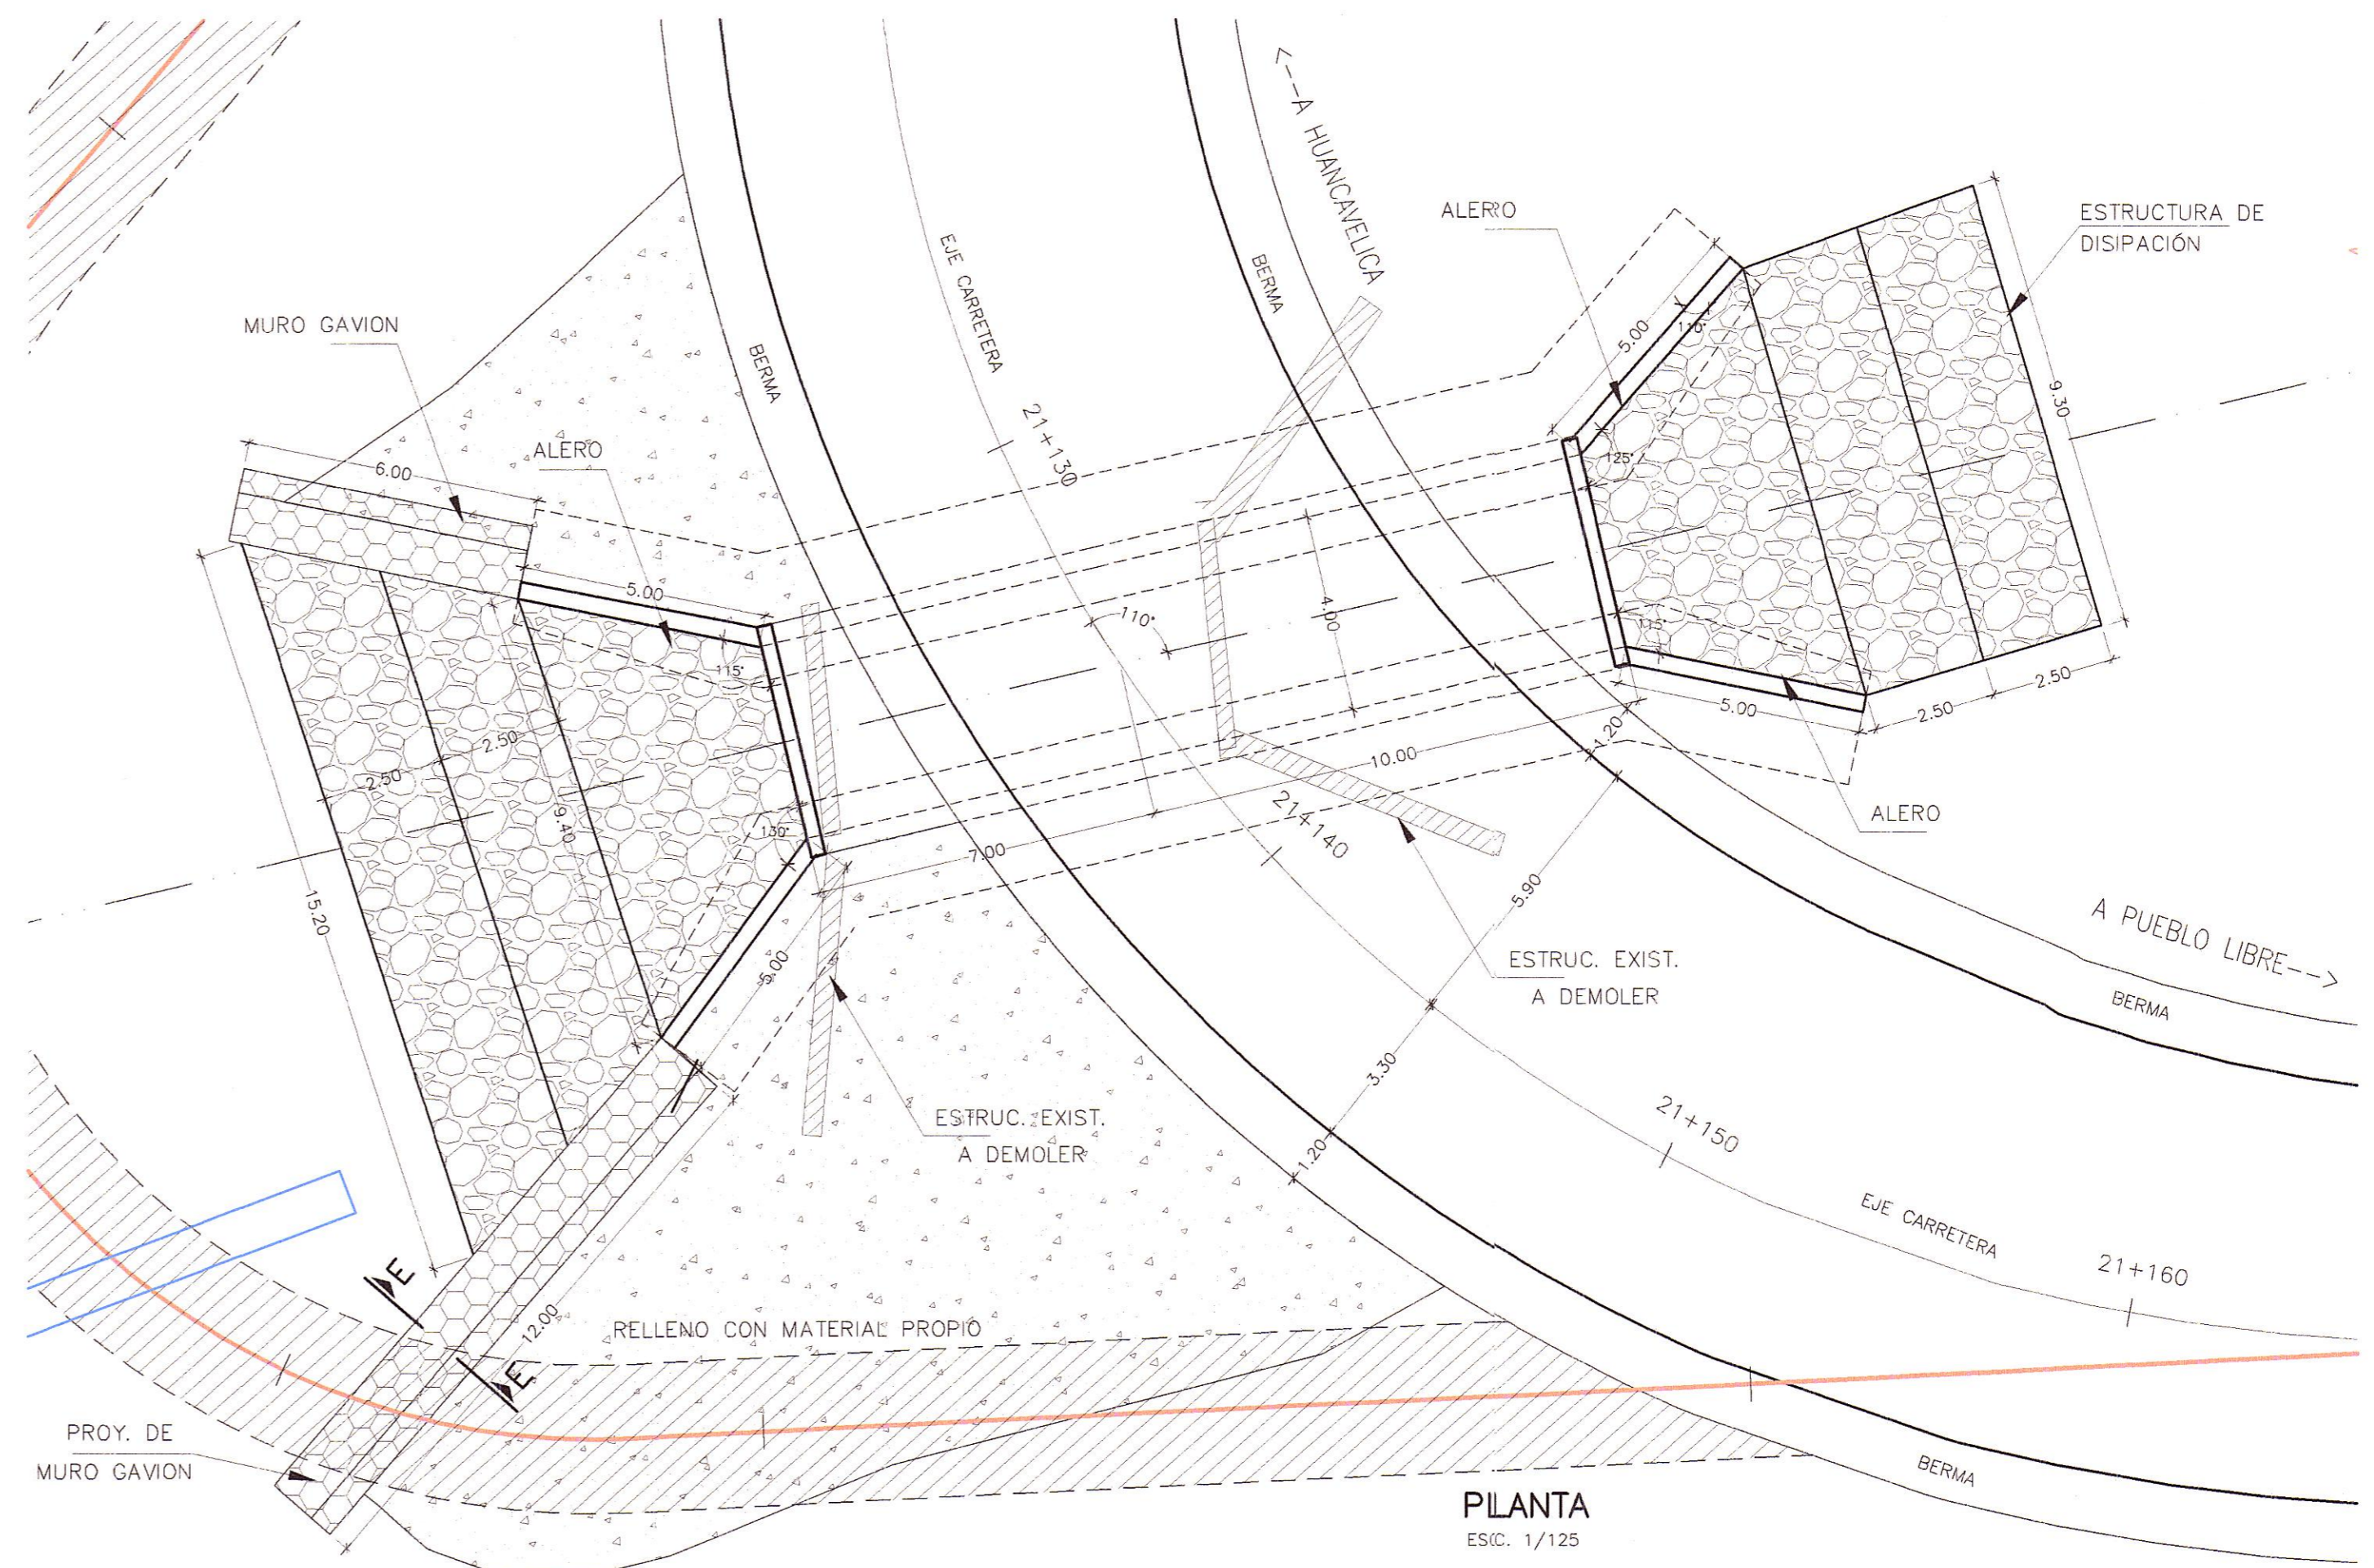 <--A HUANCAVELICA
ALERO
ESTRUCTURA DE
DISIPACIÓN
BERMA
EJE CARRETERA
BERMA
MURO GAVION
ALERO
6.00
21+130
5.00
110°
125°
9.30
5.00
115°
110°
4.00
115°
5.00
2.50
2.50
1.20
10.00
2.50
2.50
9.40
130°
7.00
21+140
ALERO
15.20
5.00
5.90
ESTRUC. EXIST.
A DEMOLER
A PUEBLO LIBRE-->
BERMA
3.30
ESTRUC. EXIST.
A DEMOLER
1.20
21+150
EJE CARRETERA
21+160
E
E
12.00
RELLENO CON MATERIAL PROPIO
PROY. DE
MURO GAVION
BERMA
PLANTA
ESC. 1/125